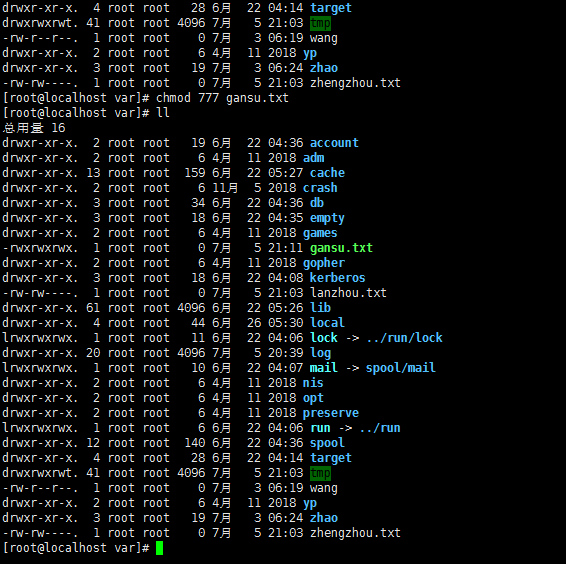 drwxr-xr-x.  4 root root   28 6月  22 04:14 target
drwxrwxrwt. 41 root root 4096 7月   5 21:03 tmp
-rw-r--r--.  1 root root    0 7月   3 06:19 wang
drwxr-xr-x.  2 root root    6 4月  11 2018 yp
drwxr-xr-x.  3 root root   19 7月   3 06:24 zhao
-rw-rw----.  1 root root    0 7月   5 21:03 zhengzhou.txt
[root@localhost var]# chmod 777 gansu.txt
[root@localhost var]# ll
总用量 16
drwxr-xr-x.  2 root root   19 6月  22 04:36 account
drwxr-xr-x.  2 root root    6 4月  11 2018 adm
drwxr-xr-x. 13 root root  159 6月  22 05:27 cache
drwxr-xr-x.  2 root root    6 11月  5 2018 crash
drwxr-xr-x.  3 root root   34 6月  22 04:36 db
drwxr-xr-x.  3 root root   18 6月  22 04:35 empty
drwxr-xr-x.  2 root root    6 4月  11 2018 games
-rwxrwxrwx.  1 root root    0 7月   5 21:11 gansu.txt
drwxr-xr-x.  2 root root    6 4月  11 2018 gopher
drwxr-xr-x.  3 root root   18 6月  22 04:08 kerberos
-rw-rw----.  1 root root    0 7月   5 21:03 lanzhou.txt
drwxr-xr-x. 61 root root 4096 6月  22 05:26 lib
drwxr-xr-x.  4 root root   44 6月  26 05:30 local
lrwxrwxrwx.  1 root root   11 6月  22 04:06 lock -> ../run/lock
drwxr-xr-x. 20 root root 4096 7月   5 20:39 log
lrwxrwxrwx.  1 root root   10 6月  22 04:07 mail -> spool/mail
drwxr-xr-x.  2 root root    6 4月  11 2018 nis
drwxr-xr-x.  2 root root    6 4月  11 2018 opt
drwxr-xr-x.  2 root root    6 4月  11 2018 preserve
lrwxrwxrwx.  1 root root    6 6月  22 04:06 run -> ../run
drwxr-xr-x. 12 root root  140 6月  22 04:36 spool
drwxr-xr-x.  4 root root   28 6月  22 04:14 target
drwxrwxrwt. 41 root root 4096 7月   5 21:03 tmp
-rw-r--r--.  1 root root    0 7月   3 06:19 wang
drwxr-xr-x.  2 root root    6 4月  11 2018 yp
drwxr-xr-x.  3 root root   19 7月   3 06:24 zhao
-rw-rw----.  1 root root    0 7月   5 21:03 zhengzhou.txt
[root@localhost var]#